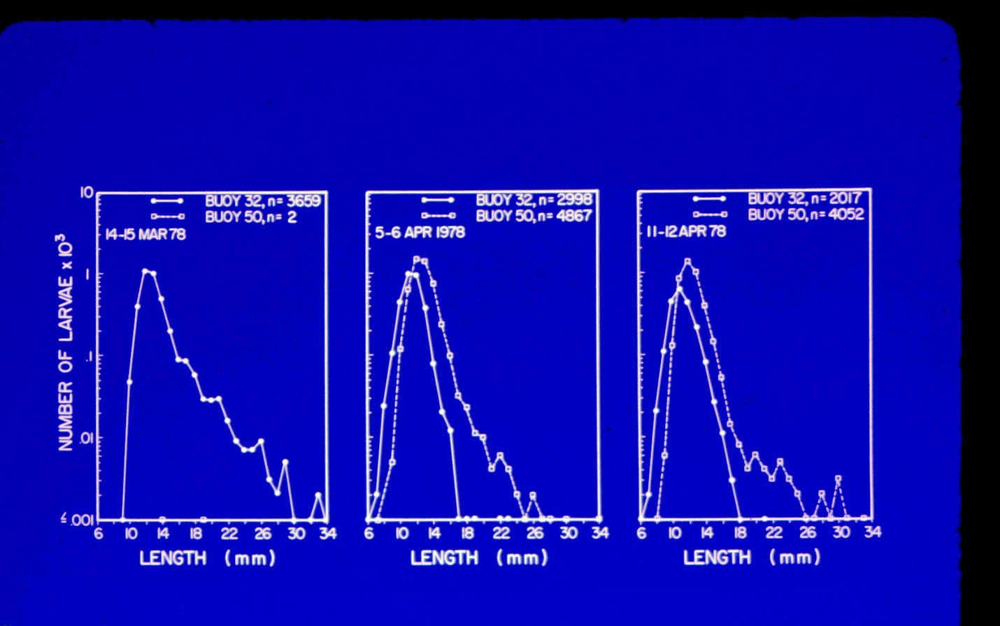 NUMBER OF LARVAE x 10³
10
1
.1
.01
≤ .001
BUOY 32, n= 3659
BUOY 50, n= 2
14-15 MAR 78
6 10 14 18 22 26 30 34
LENGTH (mm)
BUOY 32, n= 2998
BUOY 50, n= 4867
5-6 APR 1978
6 10 14 18 22 26 30 34
LENGTH (mm)
BUOY 32, n= 2017
BUOY 50, n= 4052
11-12 APR 78
6 10 14 18 22 26 30 34
LENGTH (mm)